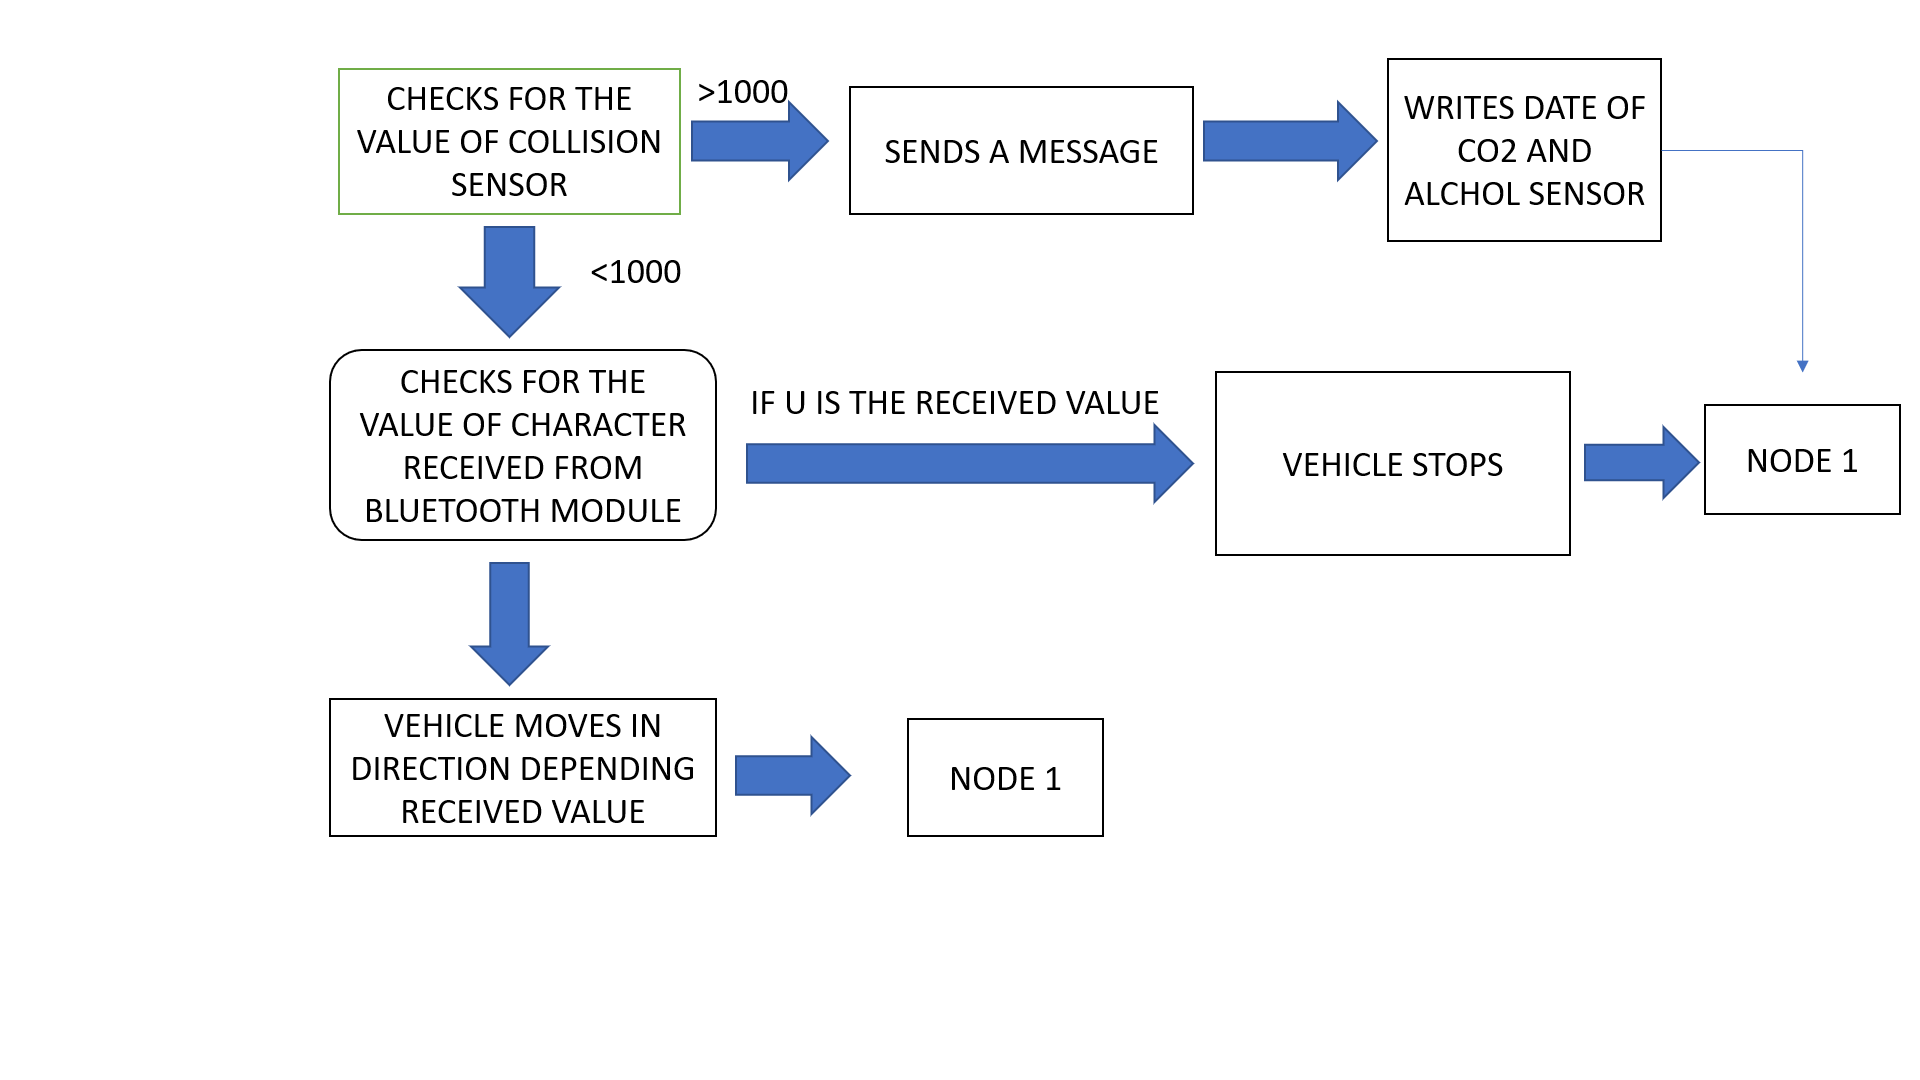 CHECKS FOR THE
VALUE OF COLLISION
SENSOR
>1000
SENDS A MESSAGE
WRITES DATE OF
CO2 AND
ALCHOL SENSOR
<1000
CHECKS FOR THE
VALUE OF CHARACTER
RECEIVED FROM
BLUETOOTH MODULE
IF U IS THE RECEIVED VALUE
VEHICLE STOPS
NODE 1
VEHICLE MOVES IN
DIRECTION DEPENDING
RECEIVED VALUE
NODE 1